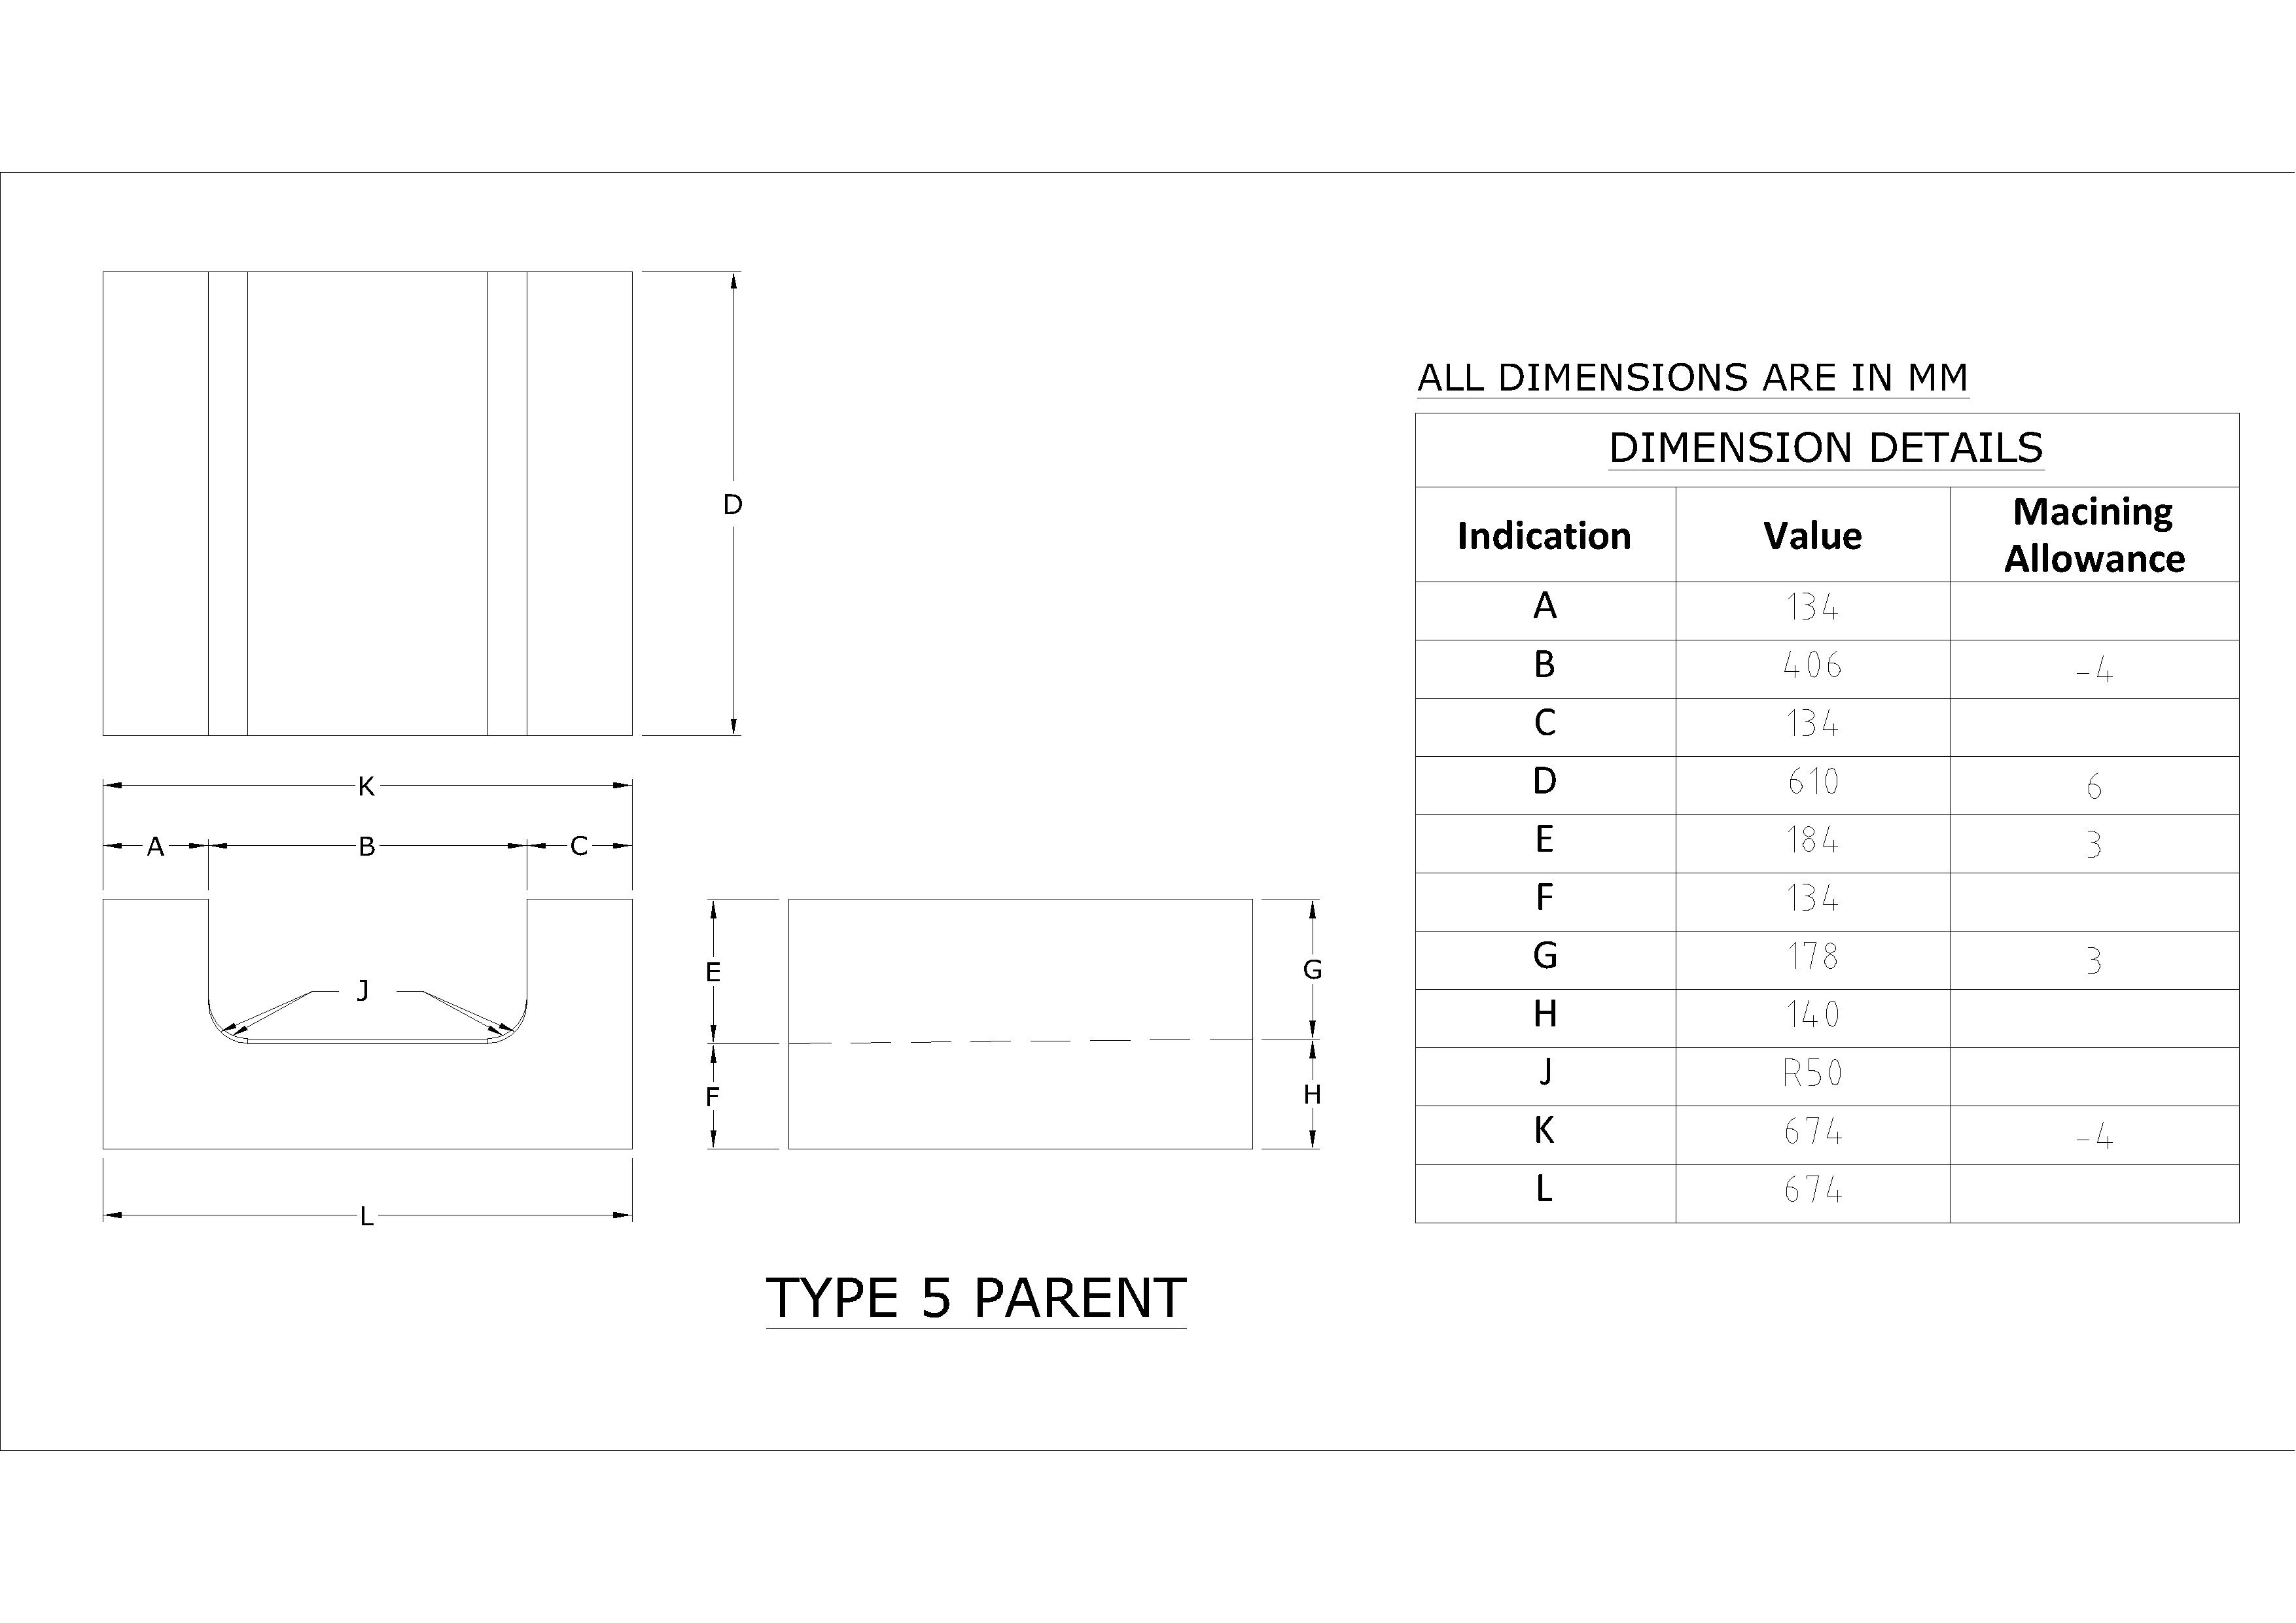 D
K
A B C
J
E
F
G
H
L
TYPE 5 PARENT
ALL DIMENSIONS ARE IN MM
DIMENSION DETAILS
Indication Value Macining Allowance
A 134
B 406 -4
C 134
D 610 6
E 184 3
F 134
G 178 3
H 140
J R50
K 674 -4
L 674